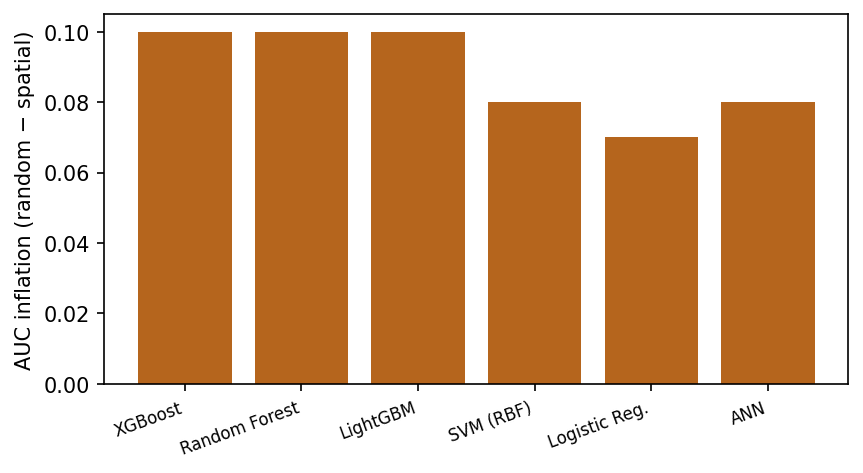 AUC inflation (random − spatial)
0.10
0.08
0.06
0.04
0.02
0.00
XGBoost
Random Forest
LightGBM
SVM (RBF)
Logistic Reg.
ANN